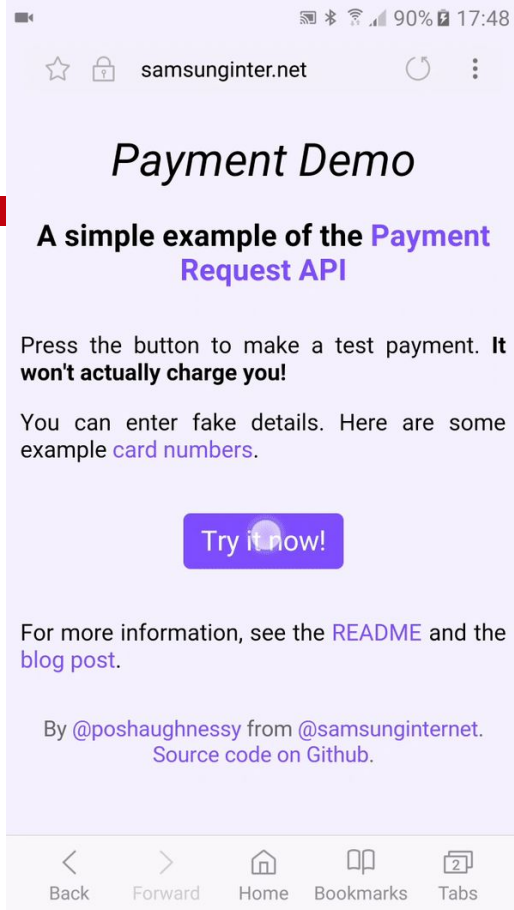 90% 17:48
samsunginter.net
Payment Demo
A simple example of the Payment
Request API
Press the button to make a test payment. It
won't actually charge you!
You can enter fake details. Here are some
example card numbers.
Try it now!
For more information, see the README and the
blog post.
By @poshaughnessy from @samsunginternet.
Source code on Github.
2
Back Forward Home Bookmarks Tabs